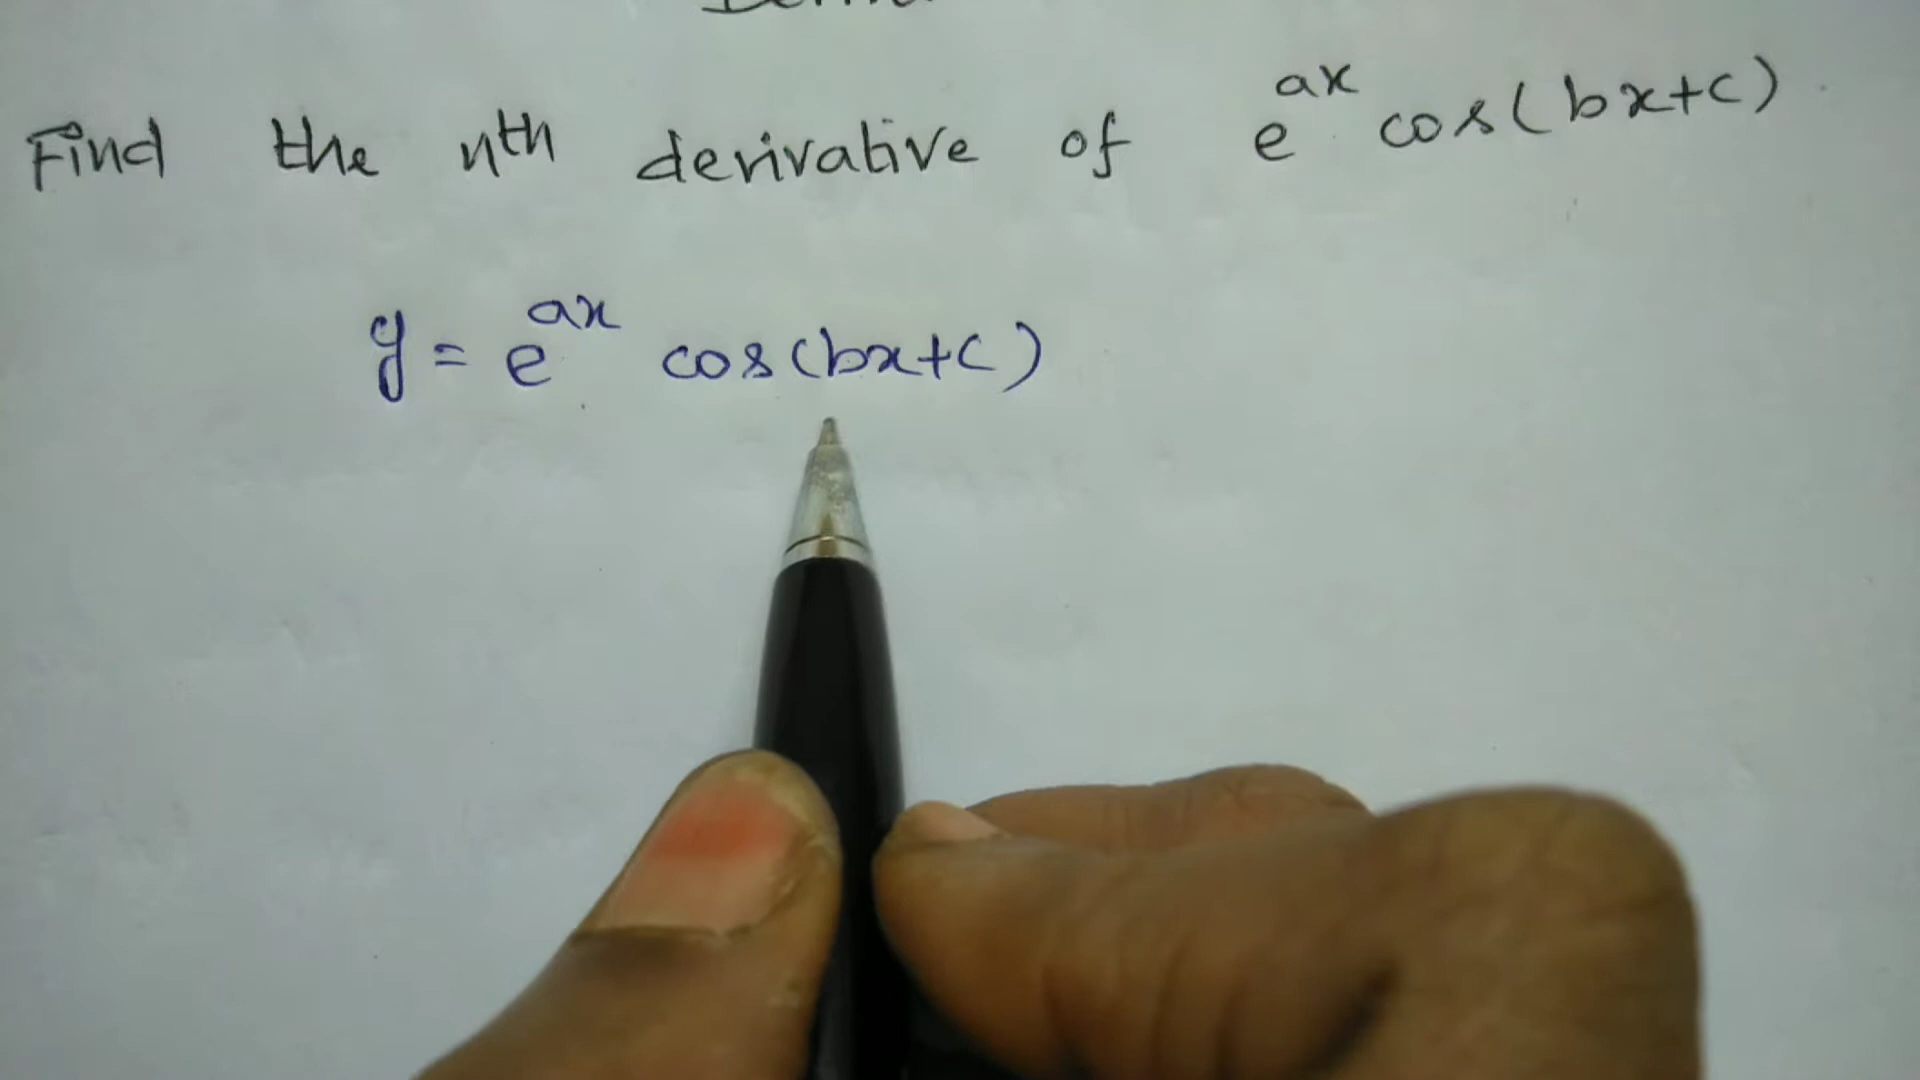 Find the nth derivative of e^ax cos(bx+c)
y = e^ax cos(bx+c)